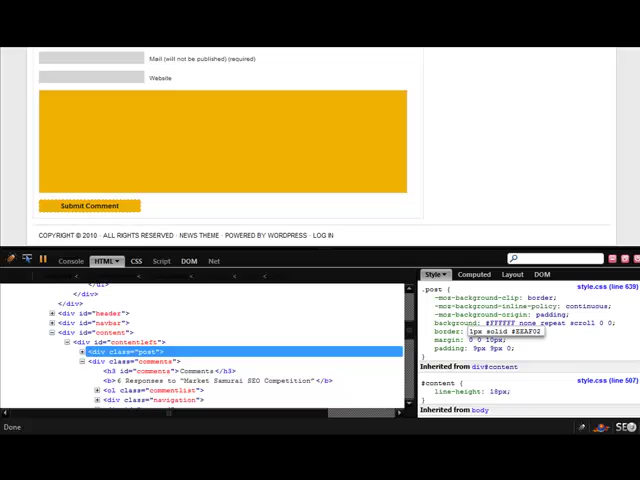 Mail (will not be published) (required)
Website
Submit Comment
COPYRIGHT © 2010 · ALL RIGHTS RESERVED · NEWS THEME · POWERED BY WORDPRESS · LOG IN
Console HTML CSS Script DOM Net
Style Computed Layout DOM
</ul>
</div>
</div>
<div id="header">
<div id="navbar">
<div id="content">
<div id="contentleft">
<div class="post">
<div class="comments">
<h3 id="comments">Comments</h3>
<b>6 Responses to "Market Samurai SEO Competition"</b>
<ol class="commentlist">
<div class="navigation">
style.css (line 639)
.post {
-moz-background-clip: border;
-moz-background-inline-policy: continuous;
-moz-background-origin: padding;
background: #FFFFFF none repeat scroll 0 0;
border: 1px solid #EEAF02
margin: 0 0 10px;
padding: 9px 9px 0;
}
Inherited from div#content
style.css (line 507)
#content {
line-height: 18px;
}
Inherited from body
Done
SEO